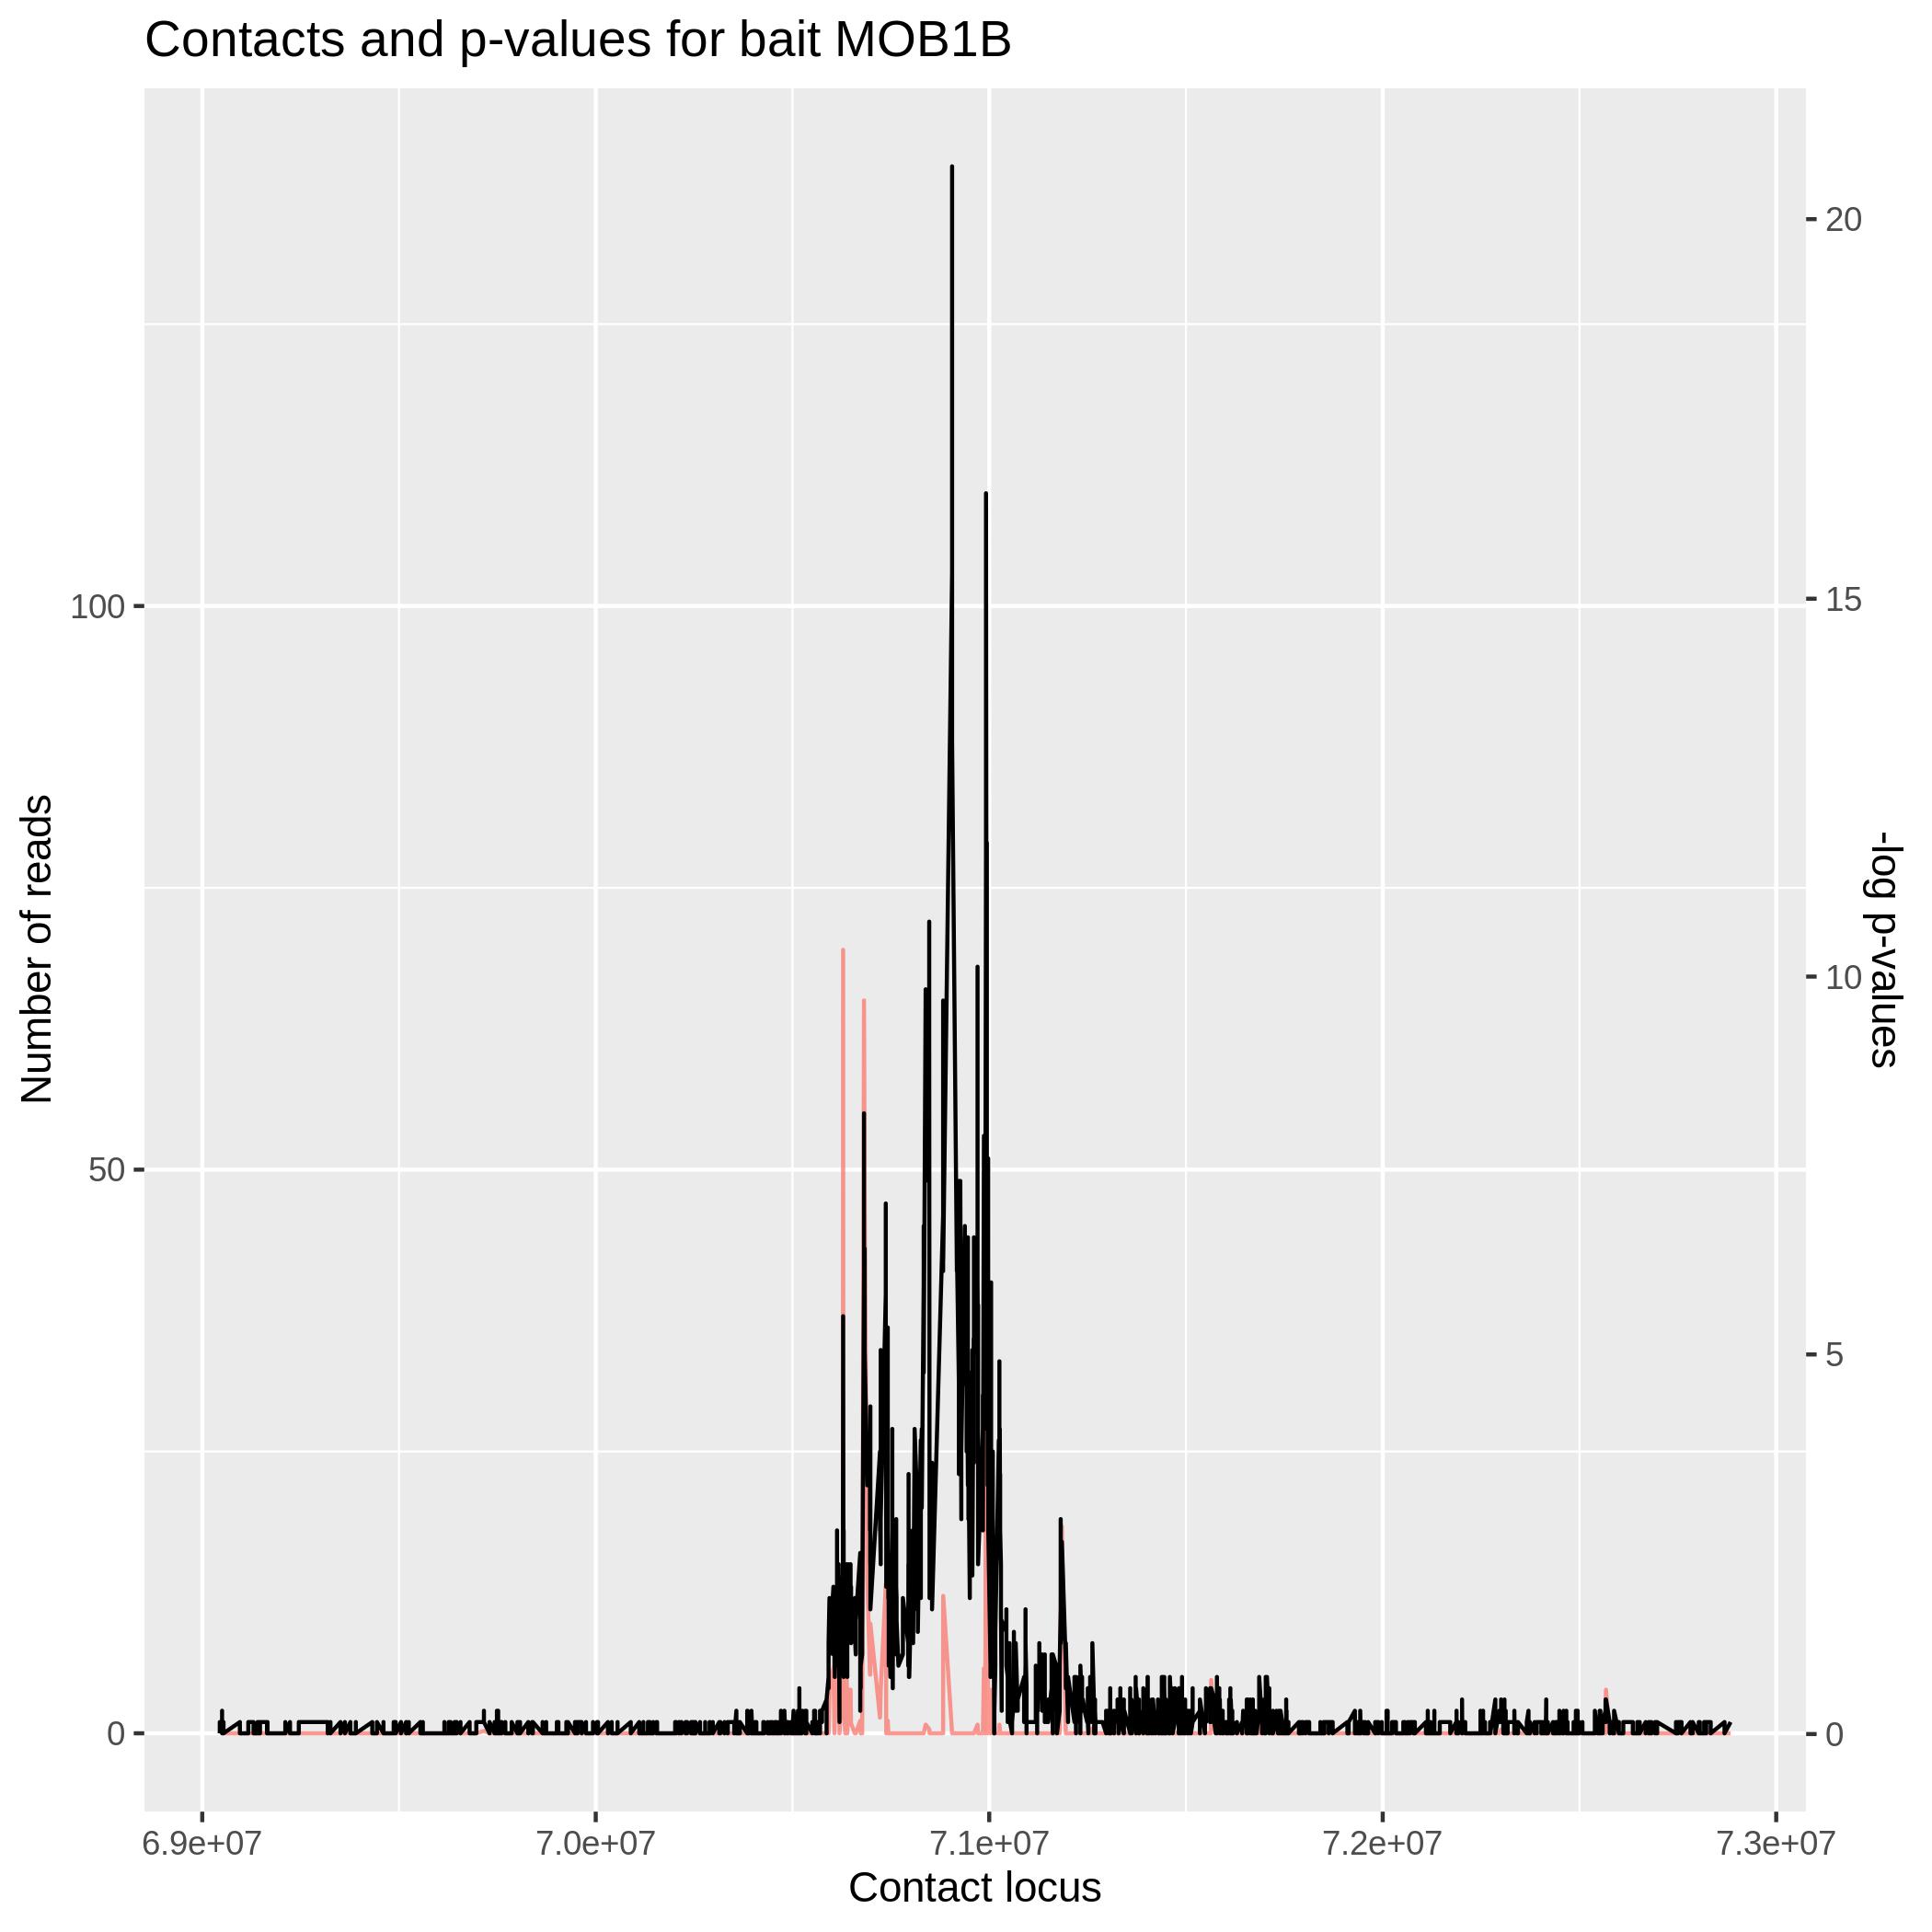 Contacts and p-values for bait MOB1B
Number of reads
100
50
0
20
15
10
5
0
-log p-values
6.9e+07 7.0e+07 7.1e+07 7.2e+07 7.3e+07
Contact locus